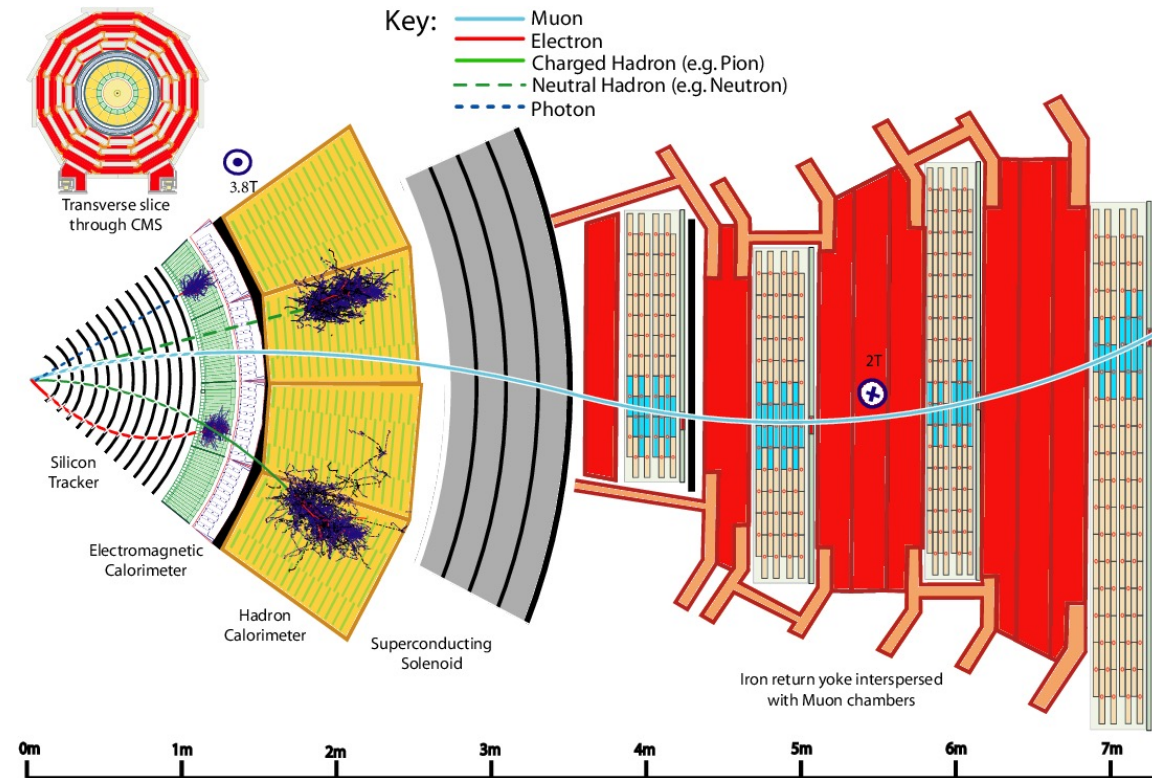 Key:
Muon
Electron
Charged Hadron (e.g. Pion)
Neutral Hadron (e.g. Neutron)
Photon
Transverse slice
through CMS
3.8T
2T
Silicon
Tracker
Electromagnetic
Calorimeter
Hadron
Calorimeter
Superconducting
Solenoid
Iron return yoke interspersed
with Muon chambers
0m
1m
2m
3m
4m
5m
6m
7m